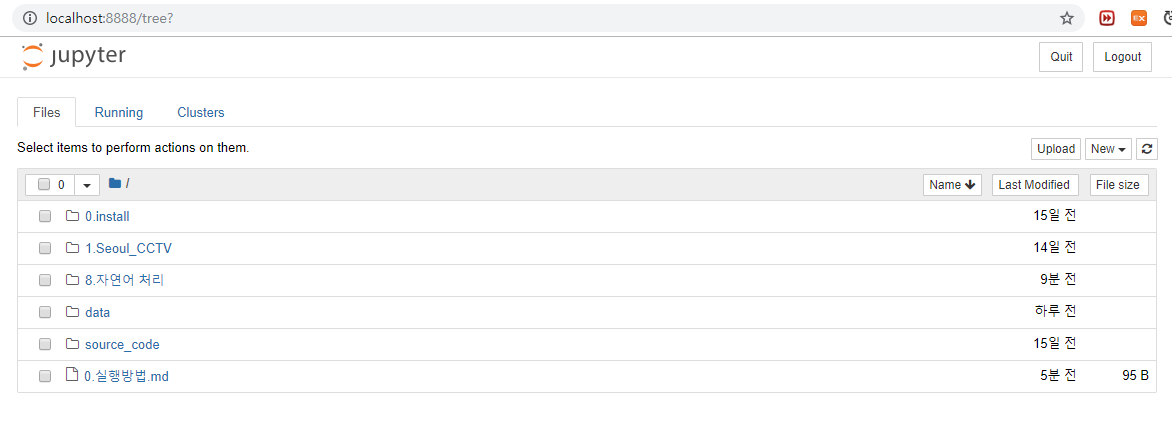 localhost:8888/tree?
jupyter
Quit Logout
Files Running Clusters
Select items to perform actions on them.
Upload New
0 / Name Last Modified File size
0.install 15일 전
1.Seoul_CCTV 14일 전
8.자연어 처리 9분 전
data 하루 전
source_code 15일 전
0.실행방법.md 5분 전 95 B